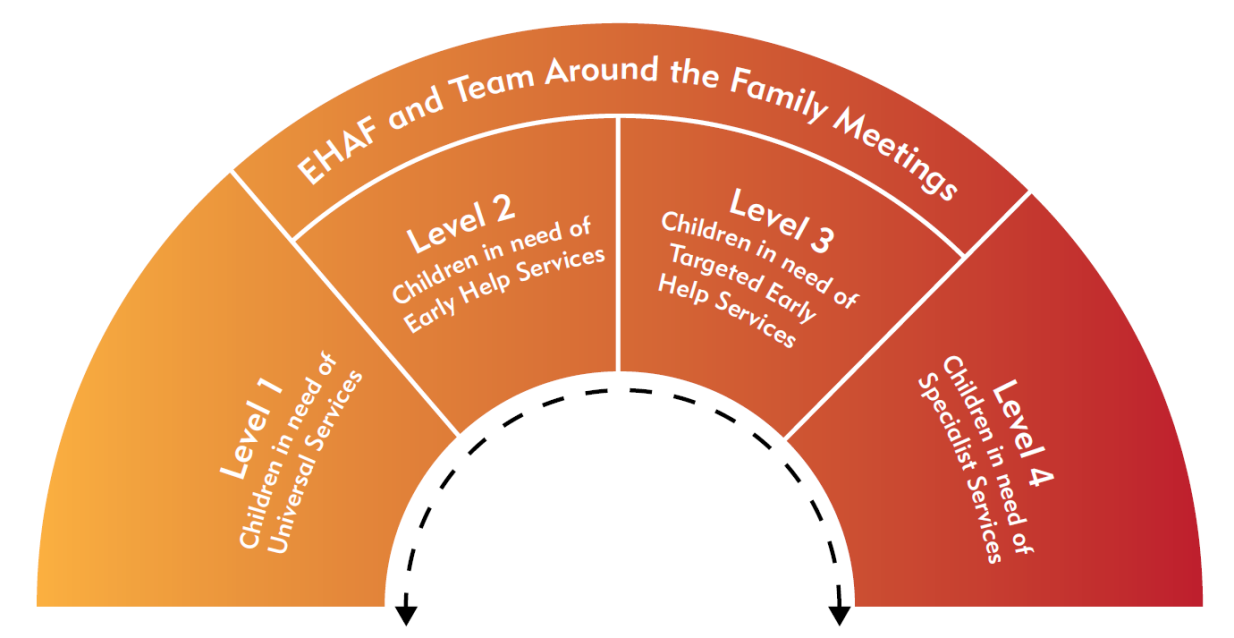 EHAF and Team Around the Family Meetings
Level 1
Children in need of
Universal Services
Level 2
Children in need of
Early Help Services
Level 3
Children in need of
Targeted Early
Help Services
Level 4
Children in need of
Specialist Services